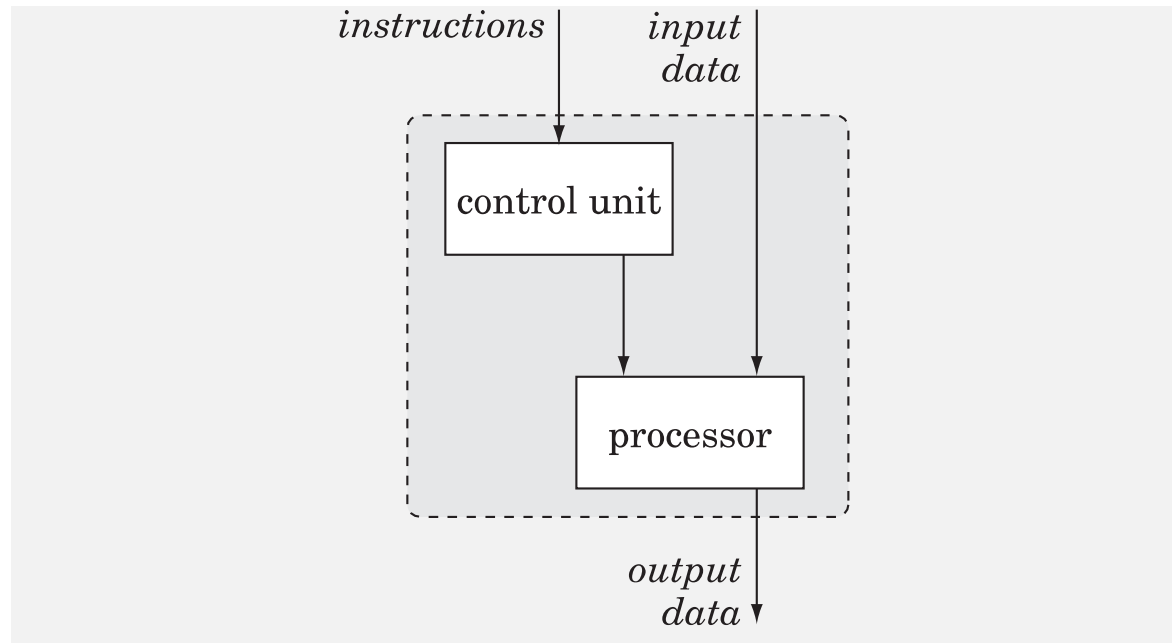 instructions
input
data
control unit
processor
output
data